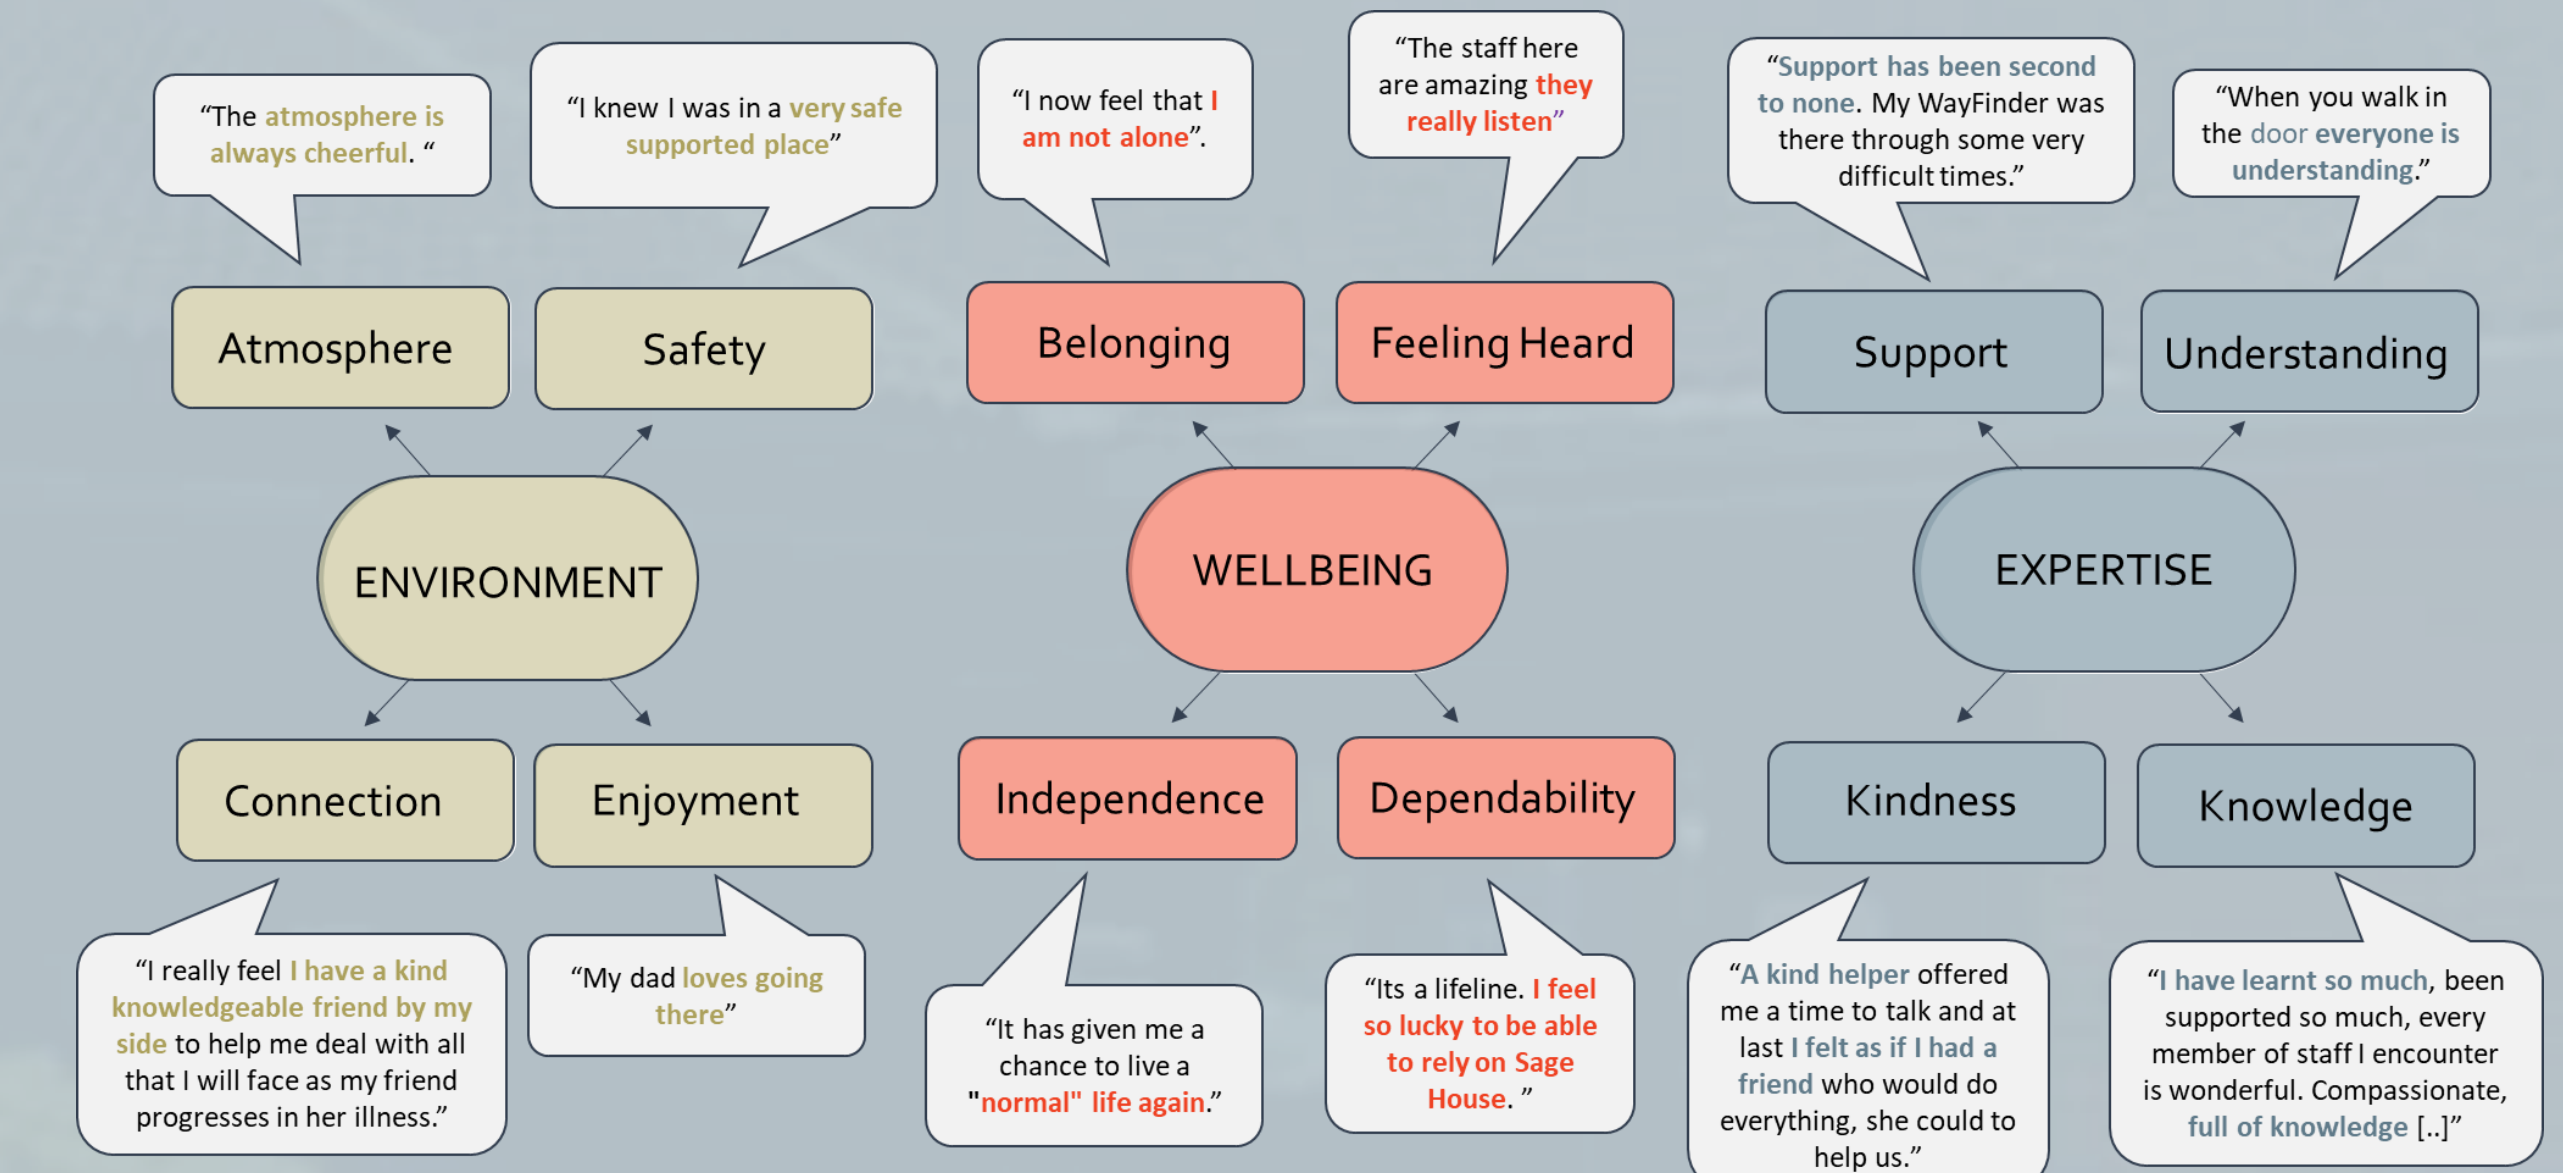 “The atmosphere is
always cheerful. “
“I knew I was in a very safe
supported place”
“I now feel that I
am not alone”.
“The staff here
are amazing they
really listen”
“Support has been second
to none. My WayFinder was
there through some very
difficult times.”
“When you walk in
the door everyone is
understanding.”
Atmosphere
Safety
Belonging
Feeling Heard
Support
Understanding
ENVIRONMENT
WELLBEING
EXPERTISE
Connection
Enjoyment
Independence
Dependability
Kindness
Knowledge
“I really feel I have a kind
knowledgeable friend by my
side to help me deal with all
that I will face as my friend
progresses in her illness.”
“My dad loves going
there”
“It has given me a
chance to live a
"normal" life again.”
“Its a lifeline. I feel
so lucky to be able
to rely on Sage
House. ”
“A kind helper offered
me a time to talk and at
last I felt as if I had a
friend who would do
everything, she could to
help us.”
“I have learnt so much, been
supported so much, every
member of staff I encounter
is wonderful. Compassionate,
full of knowledge [..]”